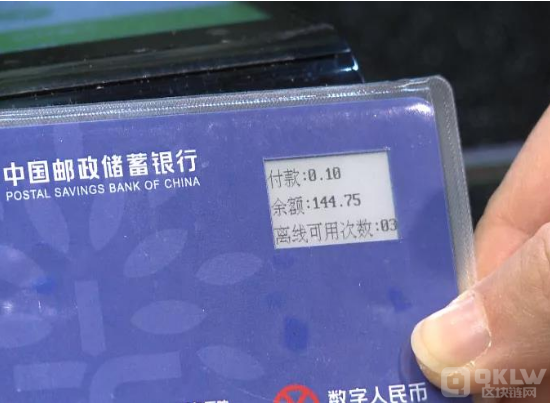 中国邮政储蓄银行
POSTAL SAVINGS BANK OF CHINA
付款:0.10
余额:144.75
离线可用次数:03
数字人民币
QKLW
区块链网